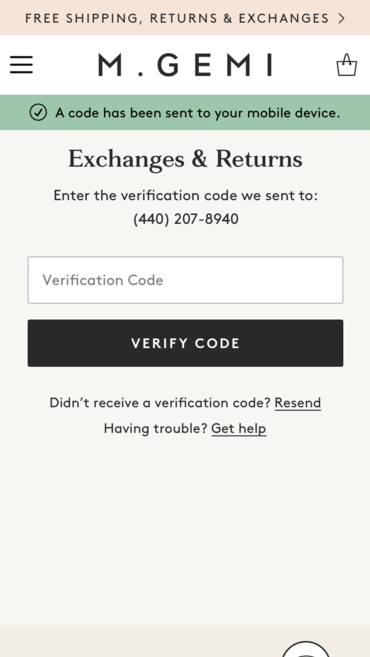 FREE SHIPPING, RETURNS & EXCHANGES
M.GEMI
A code has been sent to your mobile device.
Exchanges & Returns
Enter the verification code we sent to:
(440) 207-8940
Verification Code
VERIFY CODE
Didn’t receive a verification code? Resend
Having trouble? Get help